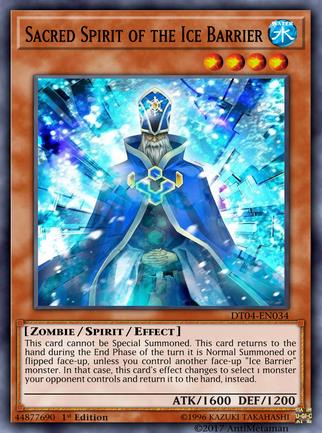 Sacred Spirit of the Ice Barrier
WATER
水
DT04-EN034
[Zombie / Spirit / Effect]
This card cannot be Special Summoned. This card returns to
the hand during the End Phase of the turn it is Normal Summoned or
flipped face-up, unless you control another face-up "Ice Barrier"
monster. In that case, this card's effect changes to select 1 monster
your opponent controls and return it to the hand, instead.
ATK/1600 DEF/1200
44877690 1st Edition ©1996 KAZUKI TAKAHASHI
©2017 AntiMetaman